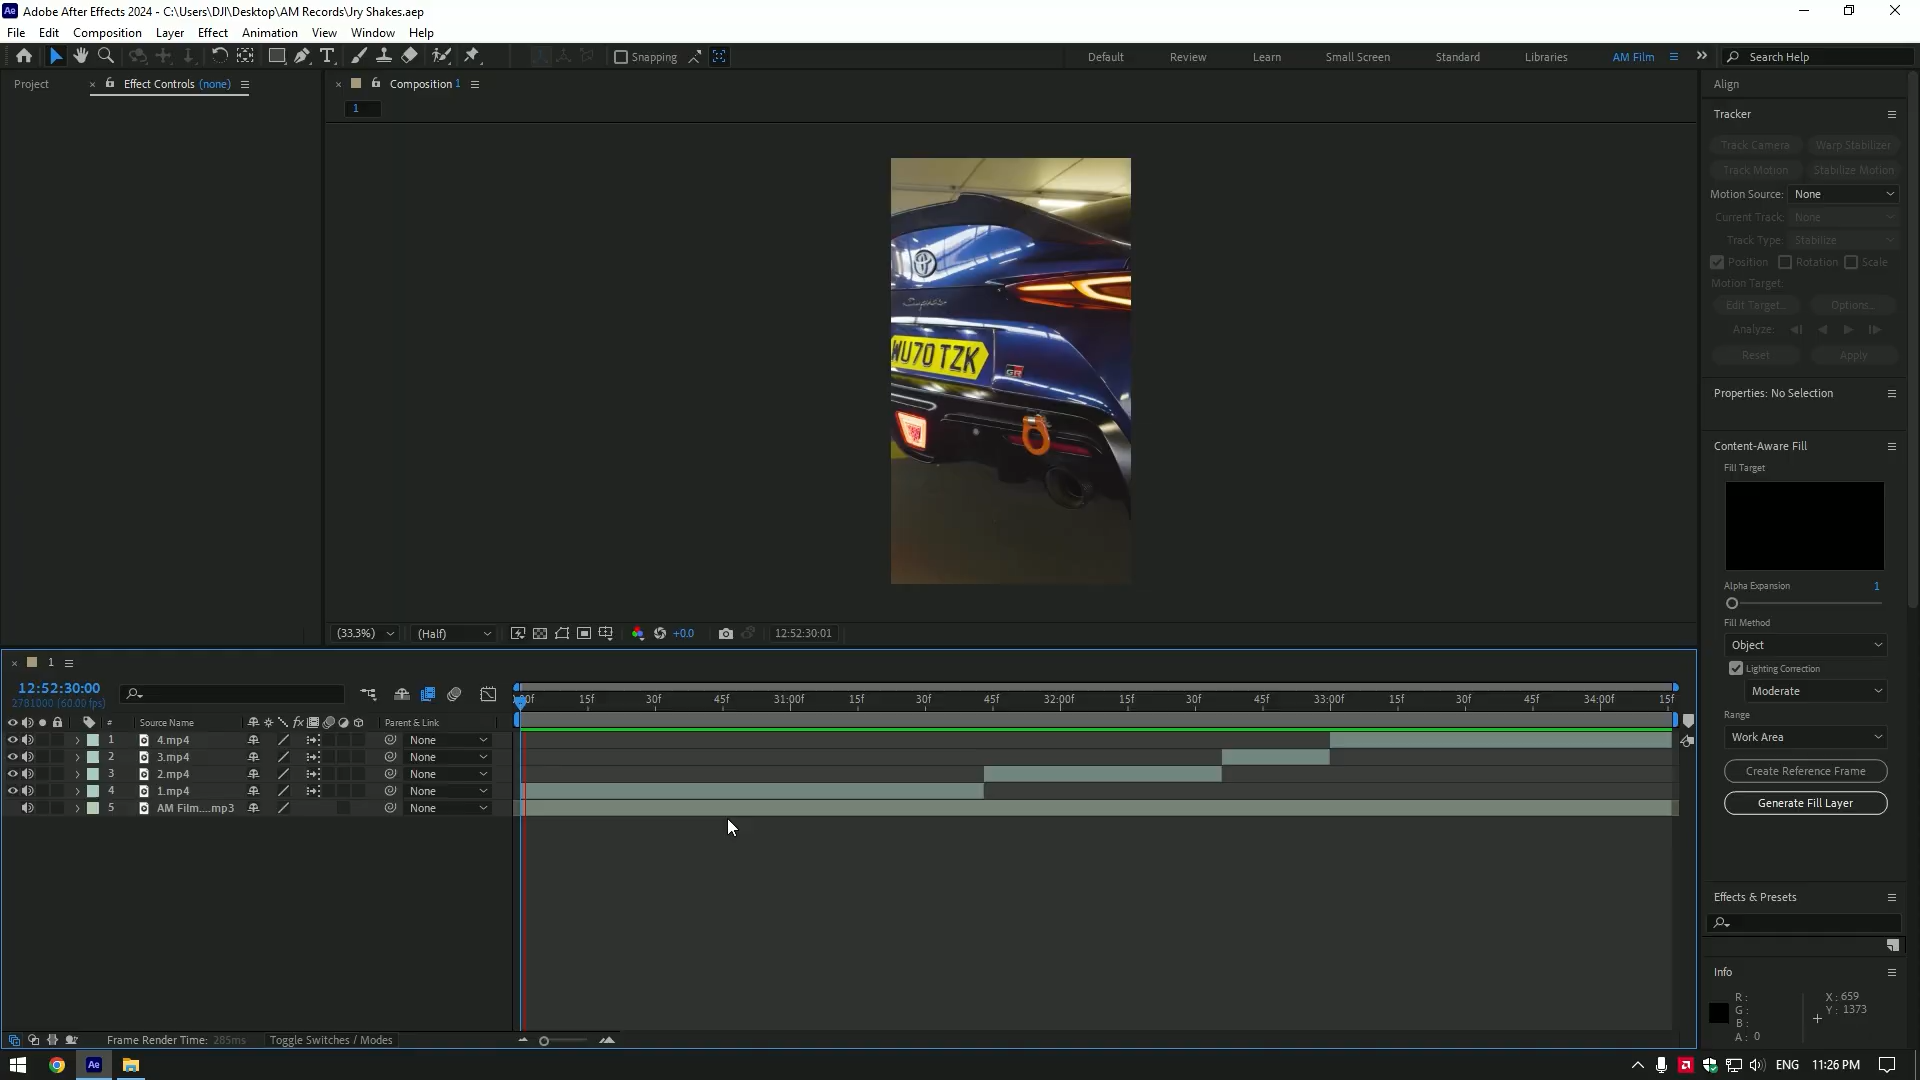 Adobe After Effects 2024 - C:\Users\DJI\Desktop\AM Records\Jry Shakes.aep
File Edit Composition Layer Effect Animation View Window Help
Snapping Default Review Learn Small Screen Standard Libraries AM Film Search Help
Project Effect Controls (none) Composition 1
1
Supra
WU70 TZK
GR
(33.3%) (Half) +0.0 12:52:30:01
Align
Tracker
Track Camera Warp Stabilizer
Track Motion Stabilize Motion
Motion Source: None
Current Track: None
Track Type: Stabilize
Position Rotation Scale
Motion Target:
Edit Target... Options...
Analyze:
Reset Apply
Properties: No Selection
Content-Aware Fill
Fill Target
Alpha Expansion 1
Fill Method
Object
Lighting Correction
Moderate
Range
Work Area
Create Reference Frame
Generate Fill Layer
Effects & Presets
Info
R: X: 659
G: Y: 1373
B:
A: 0
1
12:52:30:00
2781000 (60.00 fps)
:00f 15f 30f 45f 31:00f 15f 30f 45f 32:00f 15f 30f 45f 33:00f 15f 30f 45f 34:00f 15f
# Source Name fx Parent & Link
1 4.mp4 None
2 3.mp4 None
3 2.mp4 None
4 1.mp4 None
5 AM Film....mp3 None
Frame Render Time: 285ms Toggle Switches / Modes
Ae ENG 11:26 PM